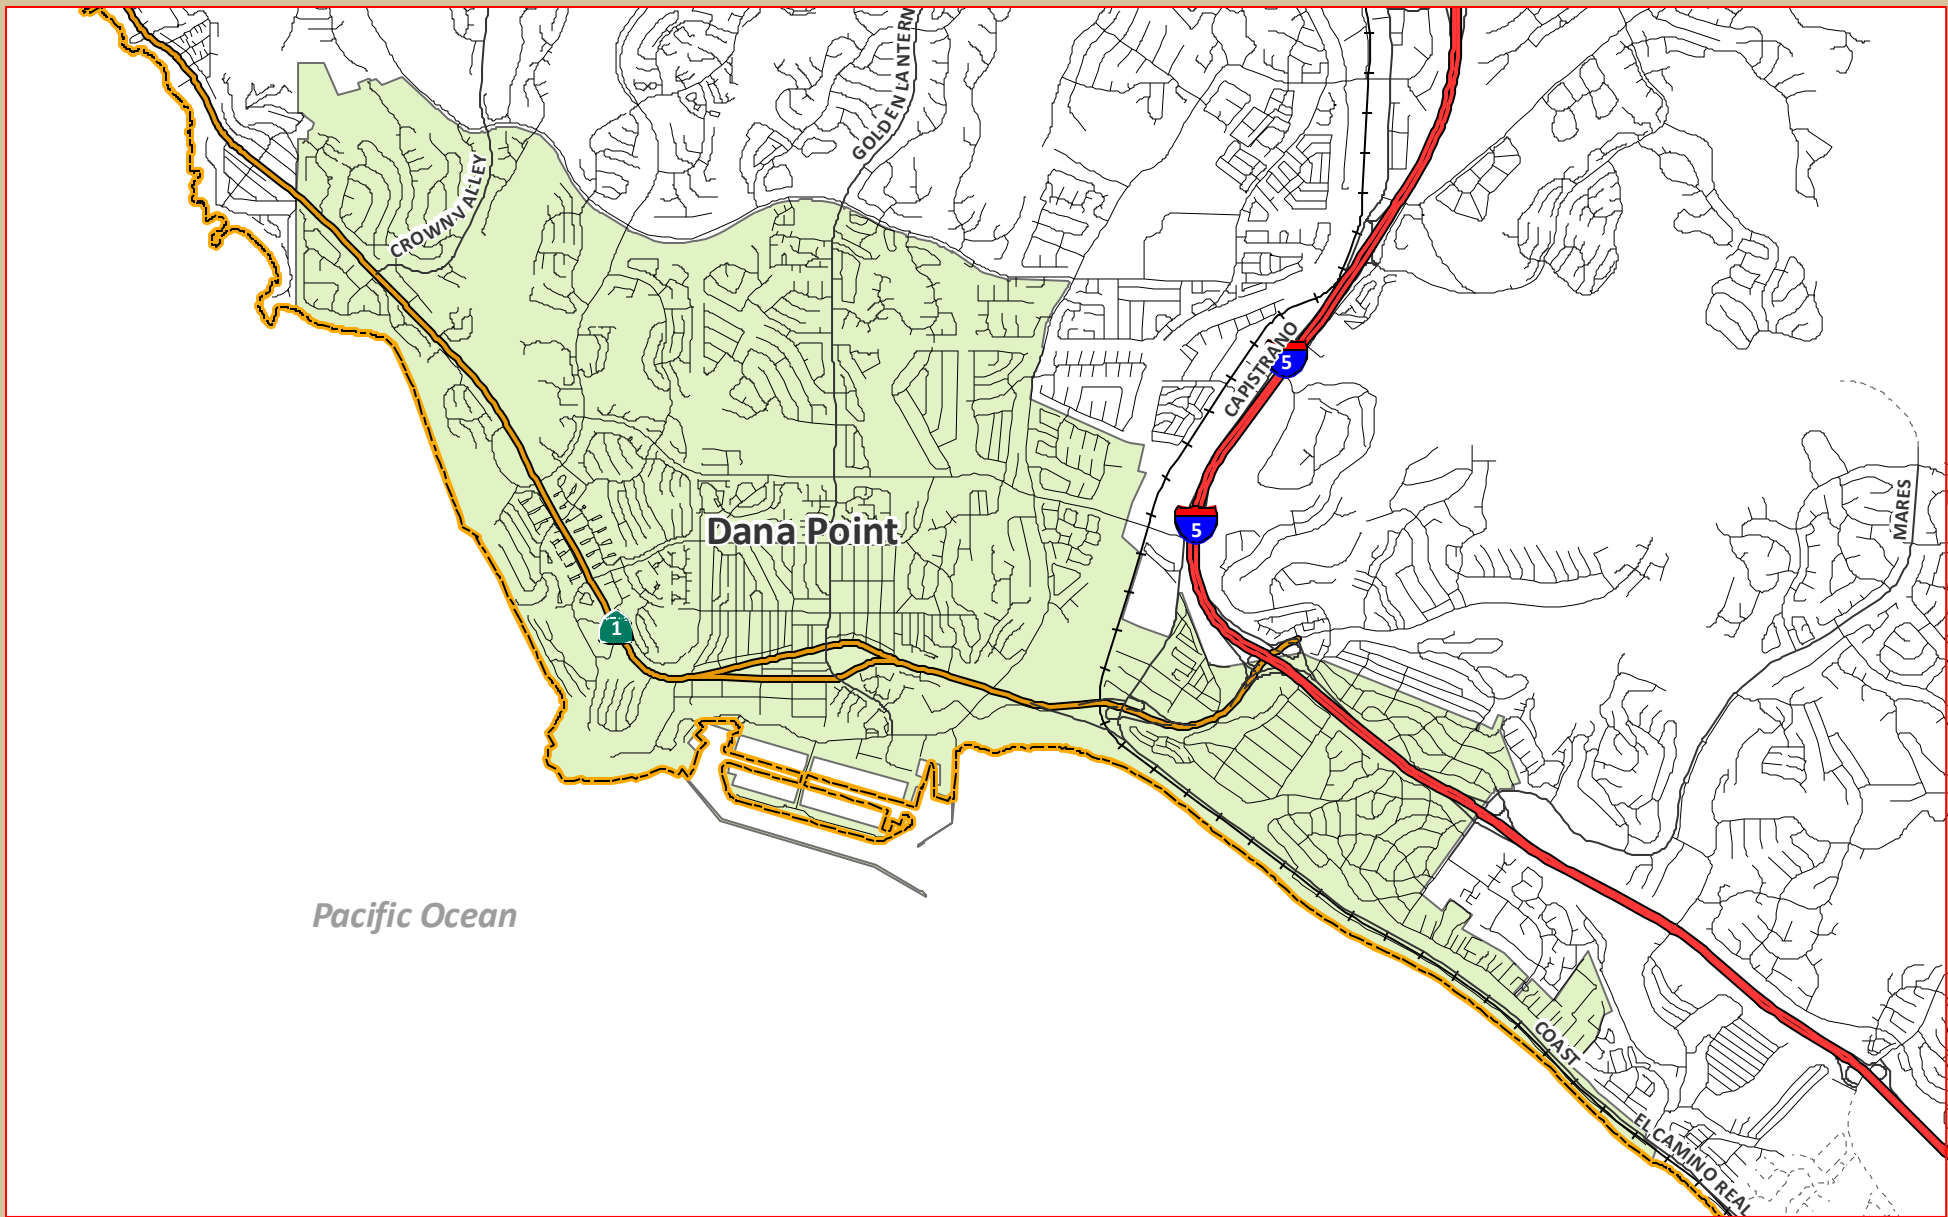 GOLDEN LANTERN
CROWN VALLEY
CAPISTRANO
5
5
MARES
Dana Point
1
Pacific Ocean
COAST
EL CAMINO REAL